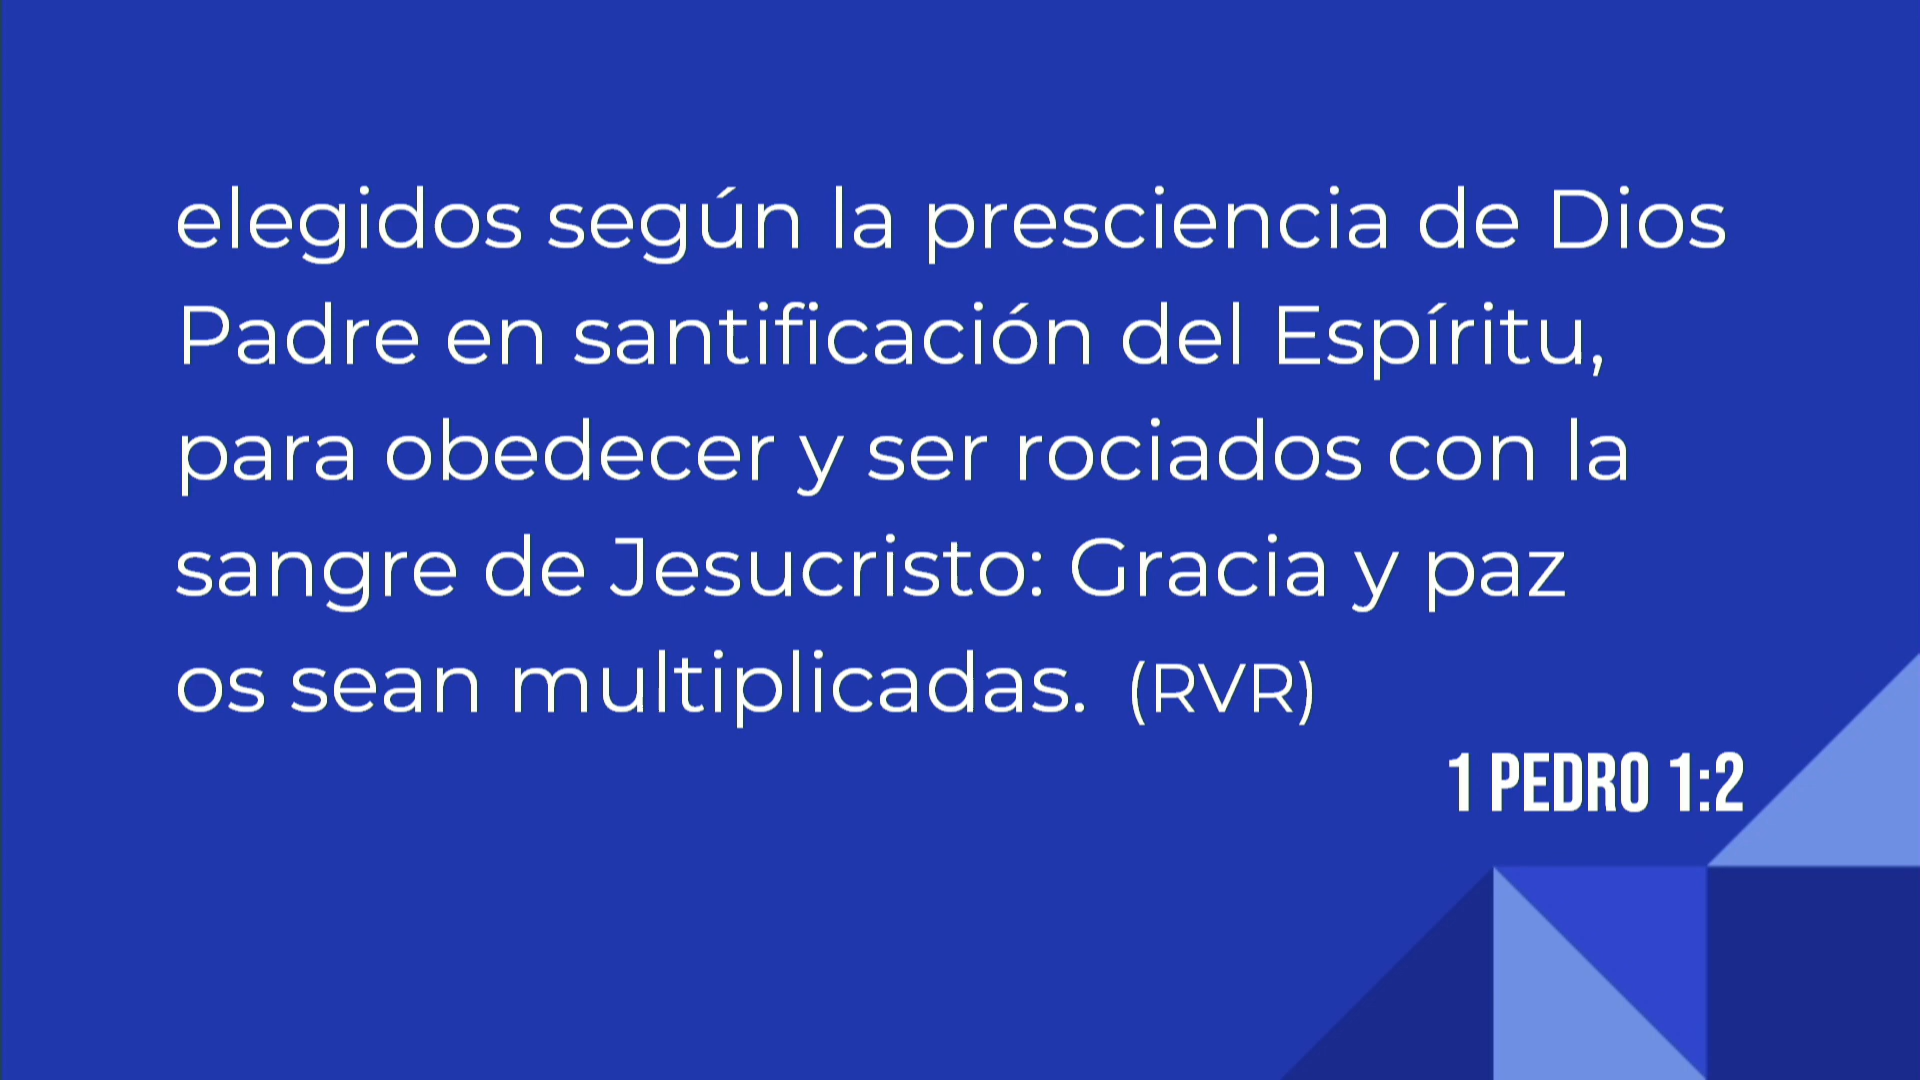 elegidos según la presciencia de Dios
Padre en santificación del Espíritu,
para obedecer y ser rociados con la
sangre de Jesucristo: Gracia y paz
os sean multiplicadas. (RVR)
1 PEDRO 1:2